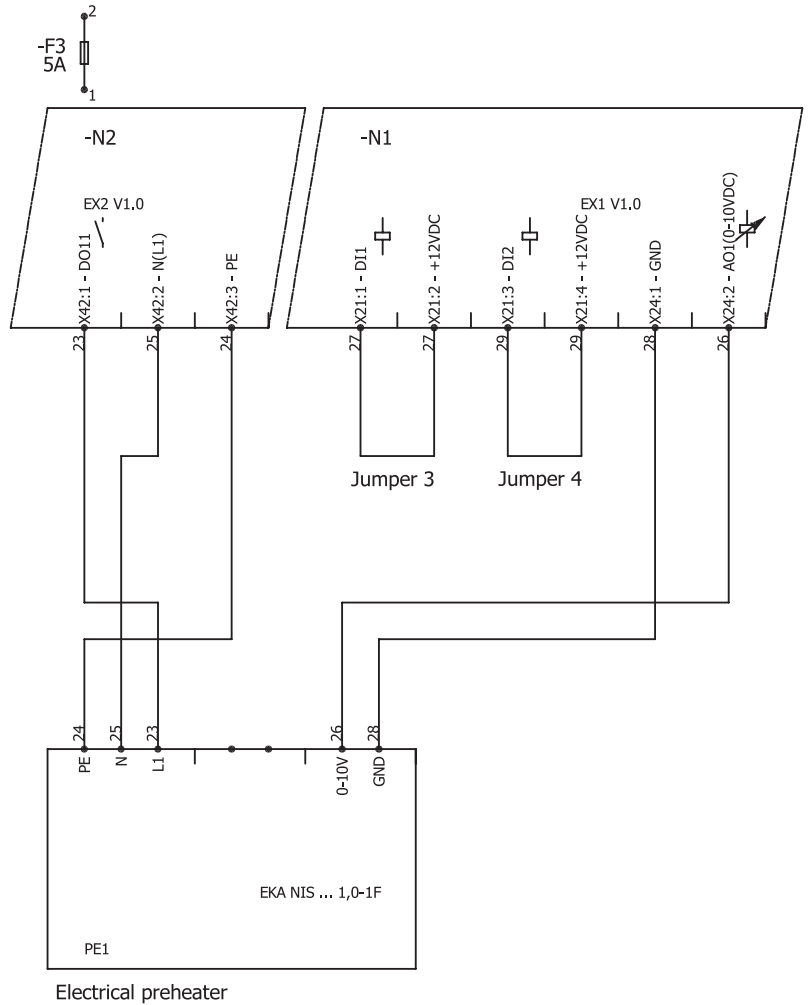 2
-F3
5A
1
-N2
-N1
EX2 V1.0
EX1 V1.0
X42:1 - DO11
X42:2 - N(L1)
X42:3 - PE
X21:1 - DI1
X21:2 - +12VDC
X21:3 - DI2
X21:4 - +12VDC
X24:1 - GND
X24:2 - AO1(0-10VDC)
23
25
24
27
27
29
29
28
26
Jumper 3
Jumper 4
24
25
23
26
28
PE
N
L1
0-10V
GND
EKA NIS ... 1,0-1F
PE1
Electrical preheater